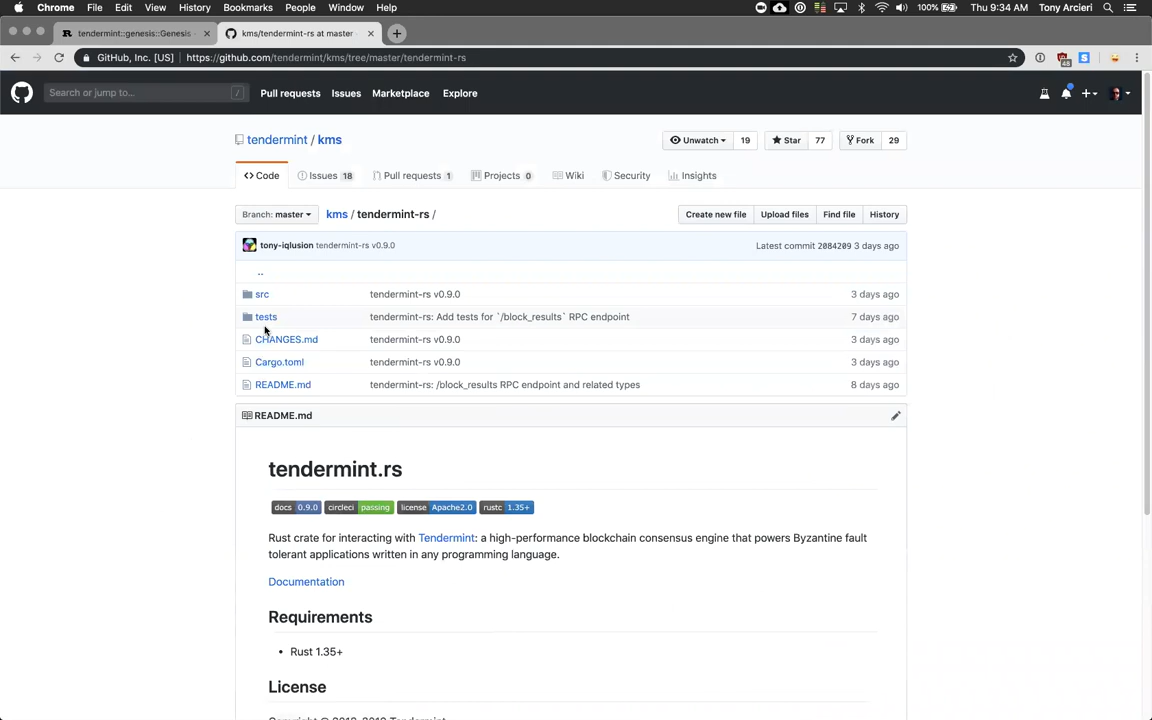 Chrome File Edit View History Bookmarks People Window Help 100% Thu 9:34 AM Tony Arcieri
tendermint::genesis::Genesis kms/tendermint-rs at master
GitHub, Inc. [US] https://github.com/tendermint/kms/tree/master/tendermint-rs 48
Search or jump to... / Pull requests Issues Marketplace Explore
tendermint / kms Unwatch 19 Star 77 Fork 29
Code Issues 18 Pull requests 1 Projects 0 Wiki Security Insights
Branch: master kms / tendermint-rs / Create new file Upload files Find file History
tony-iqlusion tendermint-rs v0.9.0 Latest commit 2084209 3 days ago
..
src tendermint-rs v0.9.0 3 days ago
tests tendermint-rs: Add tests for `/block_results` RPC endpoint 7 days ago
CHANGES.md tendermint-rs v0.9.0 3 days ago
Cargo.toml tendermint-rs v0.9.0 3 days ago
README.md tendermint-rs: /block_results RPC endpoint and related types 8 days ago
README.md
tendermint.rs
docs 0.9.0 circleci passing license Apache2.0 rustc 1.35+
Rust crate for interacting with Tendermint: a high-performance blockchain consensus engine that powers Byzantine fault
tolerant applications written in any programming language.
Documentation
Requirements
• Rust 1.35+
License